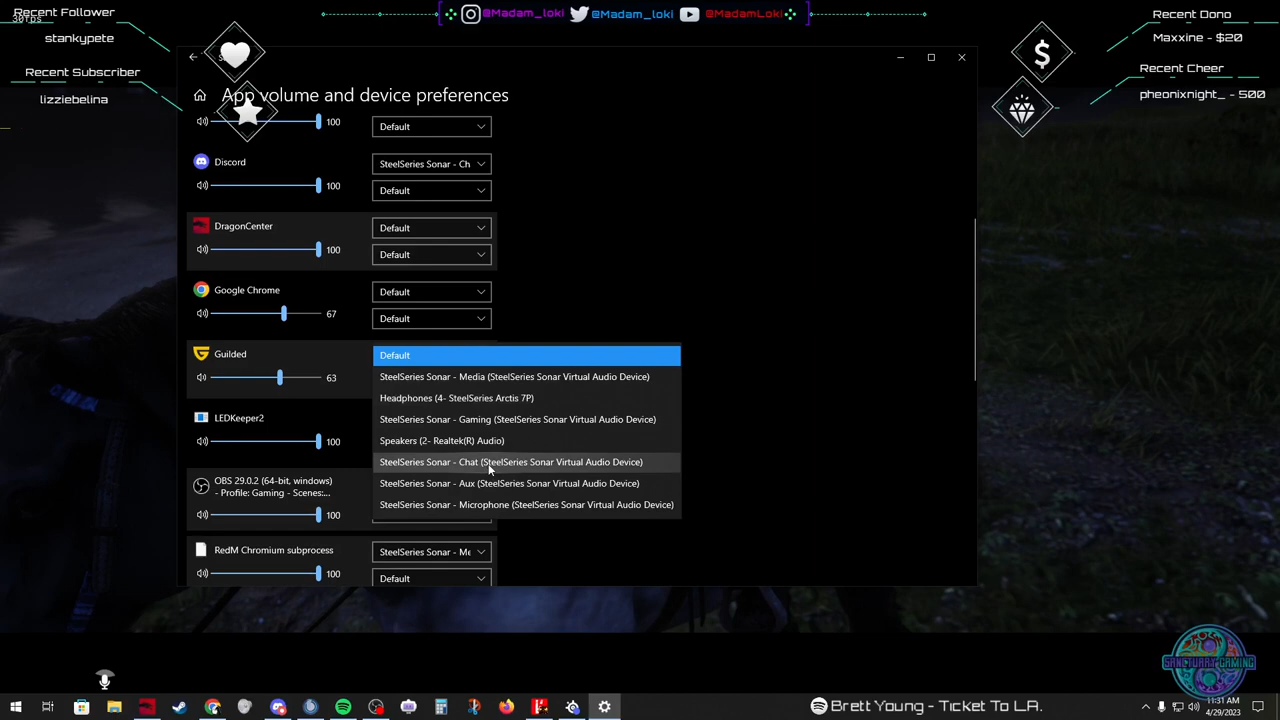 Recent Follower
30fps
stankypete
Recent Subscriber
lizziebelina
@Madam_loki @Madam_loki @MadamLoki
Recent Dono
Maxxine - $20
Recent Cheer
pheonixnight_ - 500
App volume and device preferences
100
Default
Discord
SteelSeries Sonar - Ch
100
Default
DragonCenter
Default
100
Default
Google Chrome
Default
67
Default
Guilded
63
Default
SteelSeries Sonar - Media (SteelSeries Sonar Virtual Audio Device)
Headphones (4- SteelSeries Arctis 7P)
SteelSeries Sonar - Gaming (SteelSeries Sonar Virtual Audio Device)
Speakers (2- Realtek(R) Audio)
SteelSeries Sonar - Chat (SteelSeries Sonar Virtual Audio Device)
SteelSeries Sonar - Aux (SteelSeries Sonar Virtual Audio Device)
SteelSeries Sonar - Microphone (SteelSeries Sonar Virtual Audio Device)
LEDKeeper2
100
OBS 29.0.2 (64-bit, windows)
- Profile: Gaming - Scenes:...
100
RedM Chromium subprocess
SteelSeries Sonar - Me
100
Default
SANCTUARY GAMING
Brett Young - Ticket To LA.
11:31 AM
4/29/2023